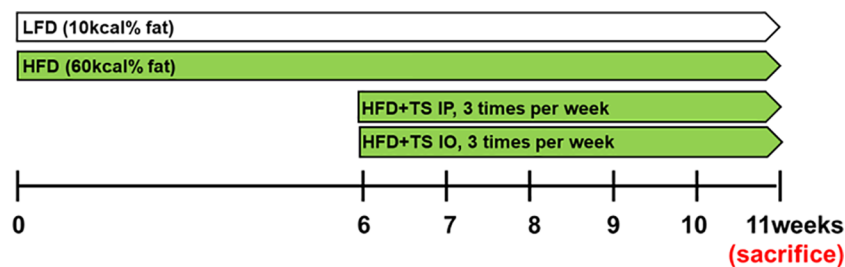 LFD (10kcal% fat)
HFD (60kcal% fat)
HFD+TS IP, 3 times per week
HFD+TS IO, 3 times per week
0 6 7 8 9 10 11weeks
(sacrifice)